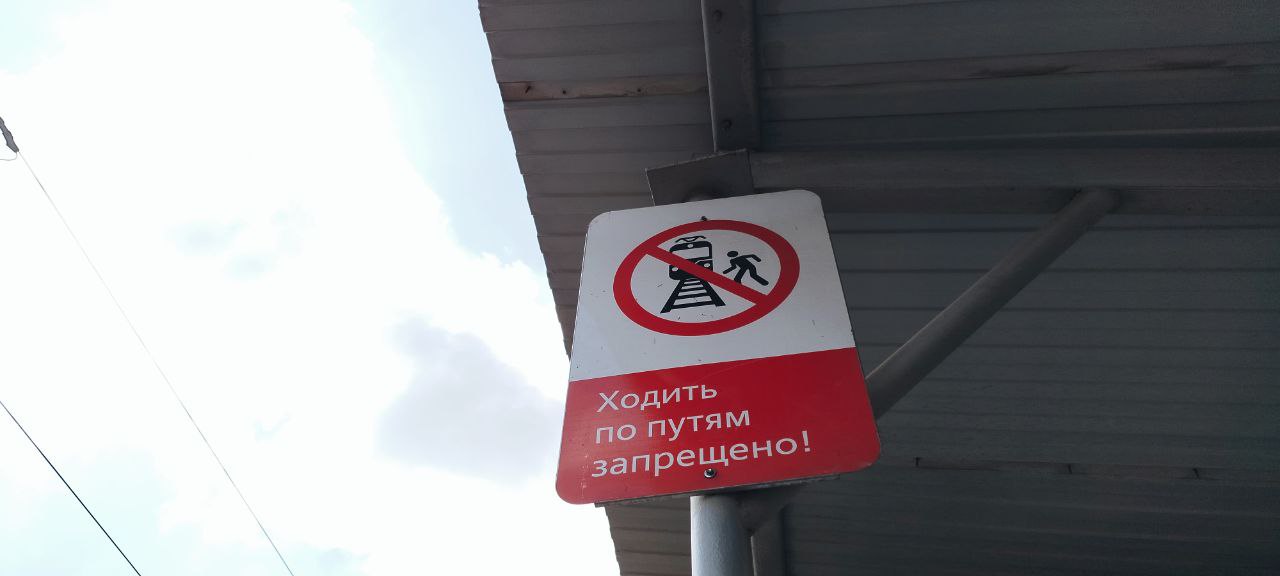 Ходить
по путям
запрещено!